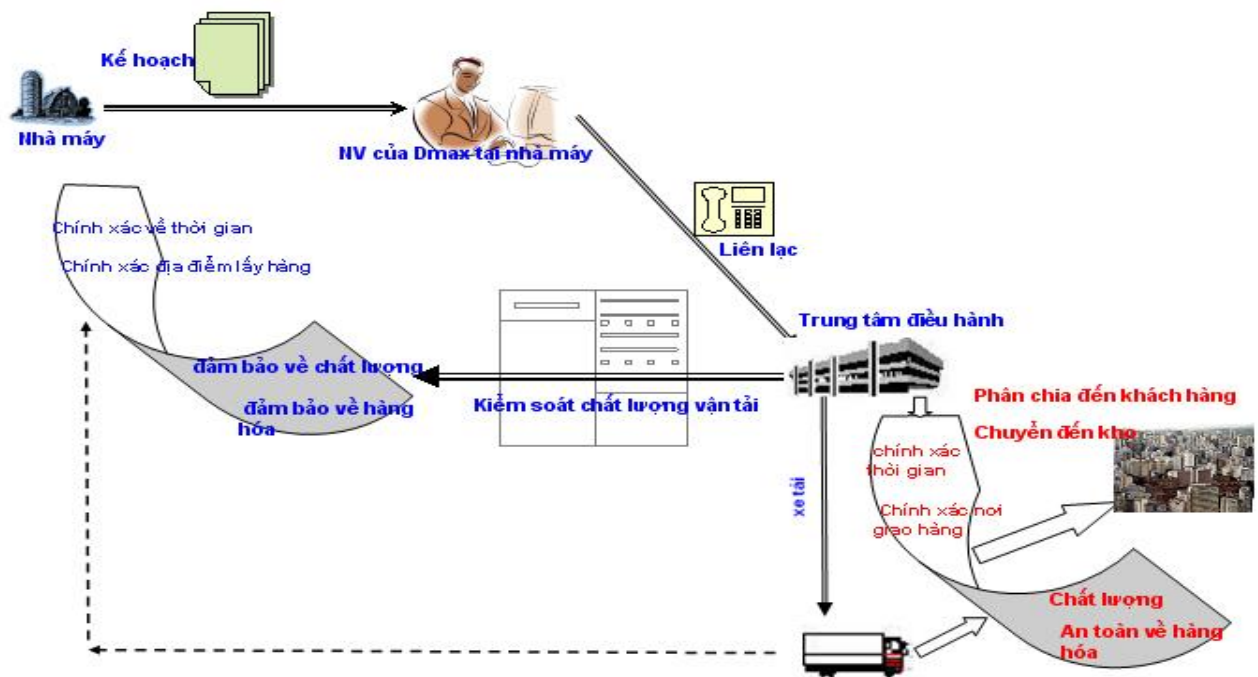 Kế hoạch
Nhà máy
NV của Dmax tại nhà máy
Chính xác về thời gian
Chính xác địa điểm lấy hàng
Liên lạc
Trung tâm điều hành
đảm bảo về chất lượng
đảm bảo về hàng
hóa
Kiểm soát chất lượng vận tải
Phân chia đến khách hàng
Chuyển đến kho
chính xác
thời gian
Chính xác nơi
giao hàng
xe tải
Chất lượng
An toàn về hàng
hóa